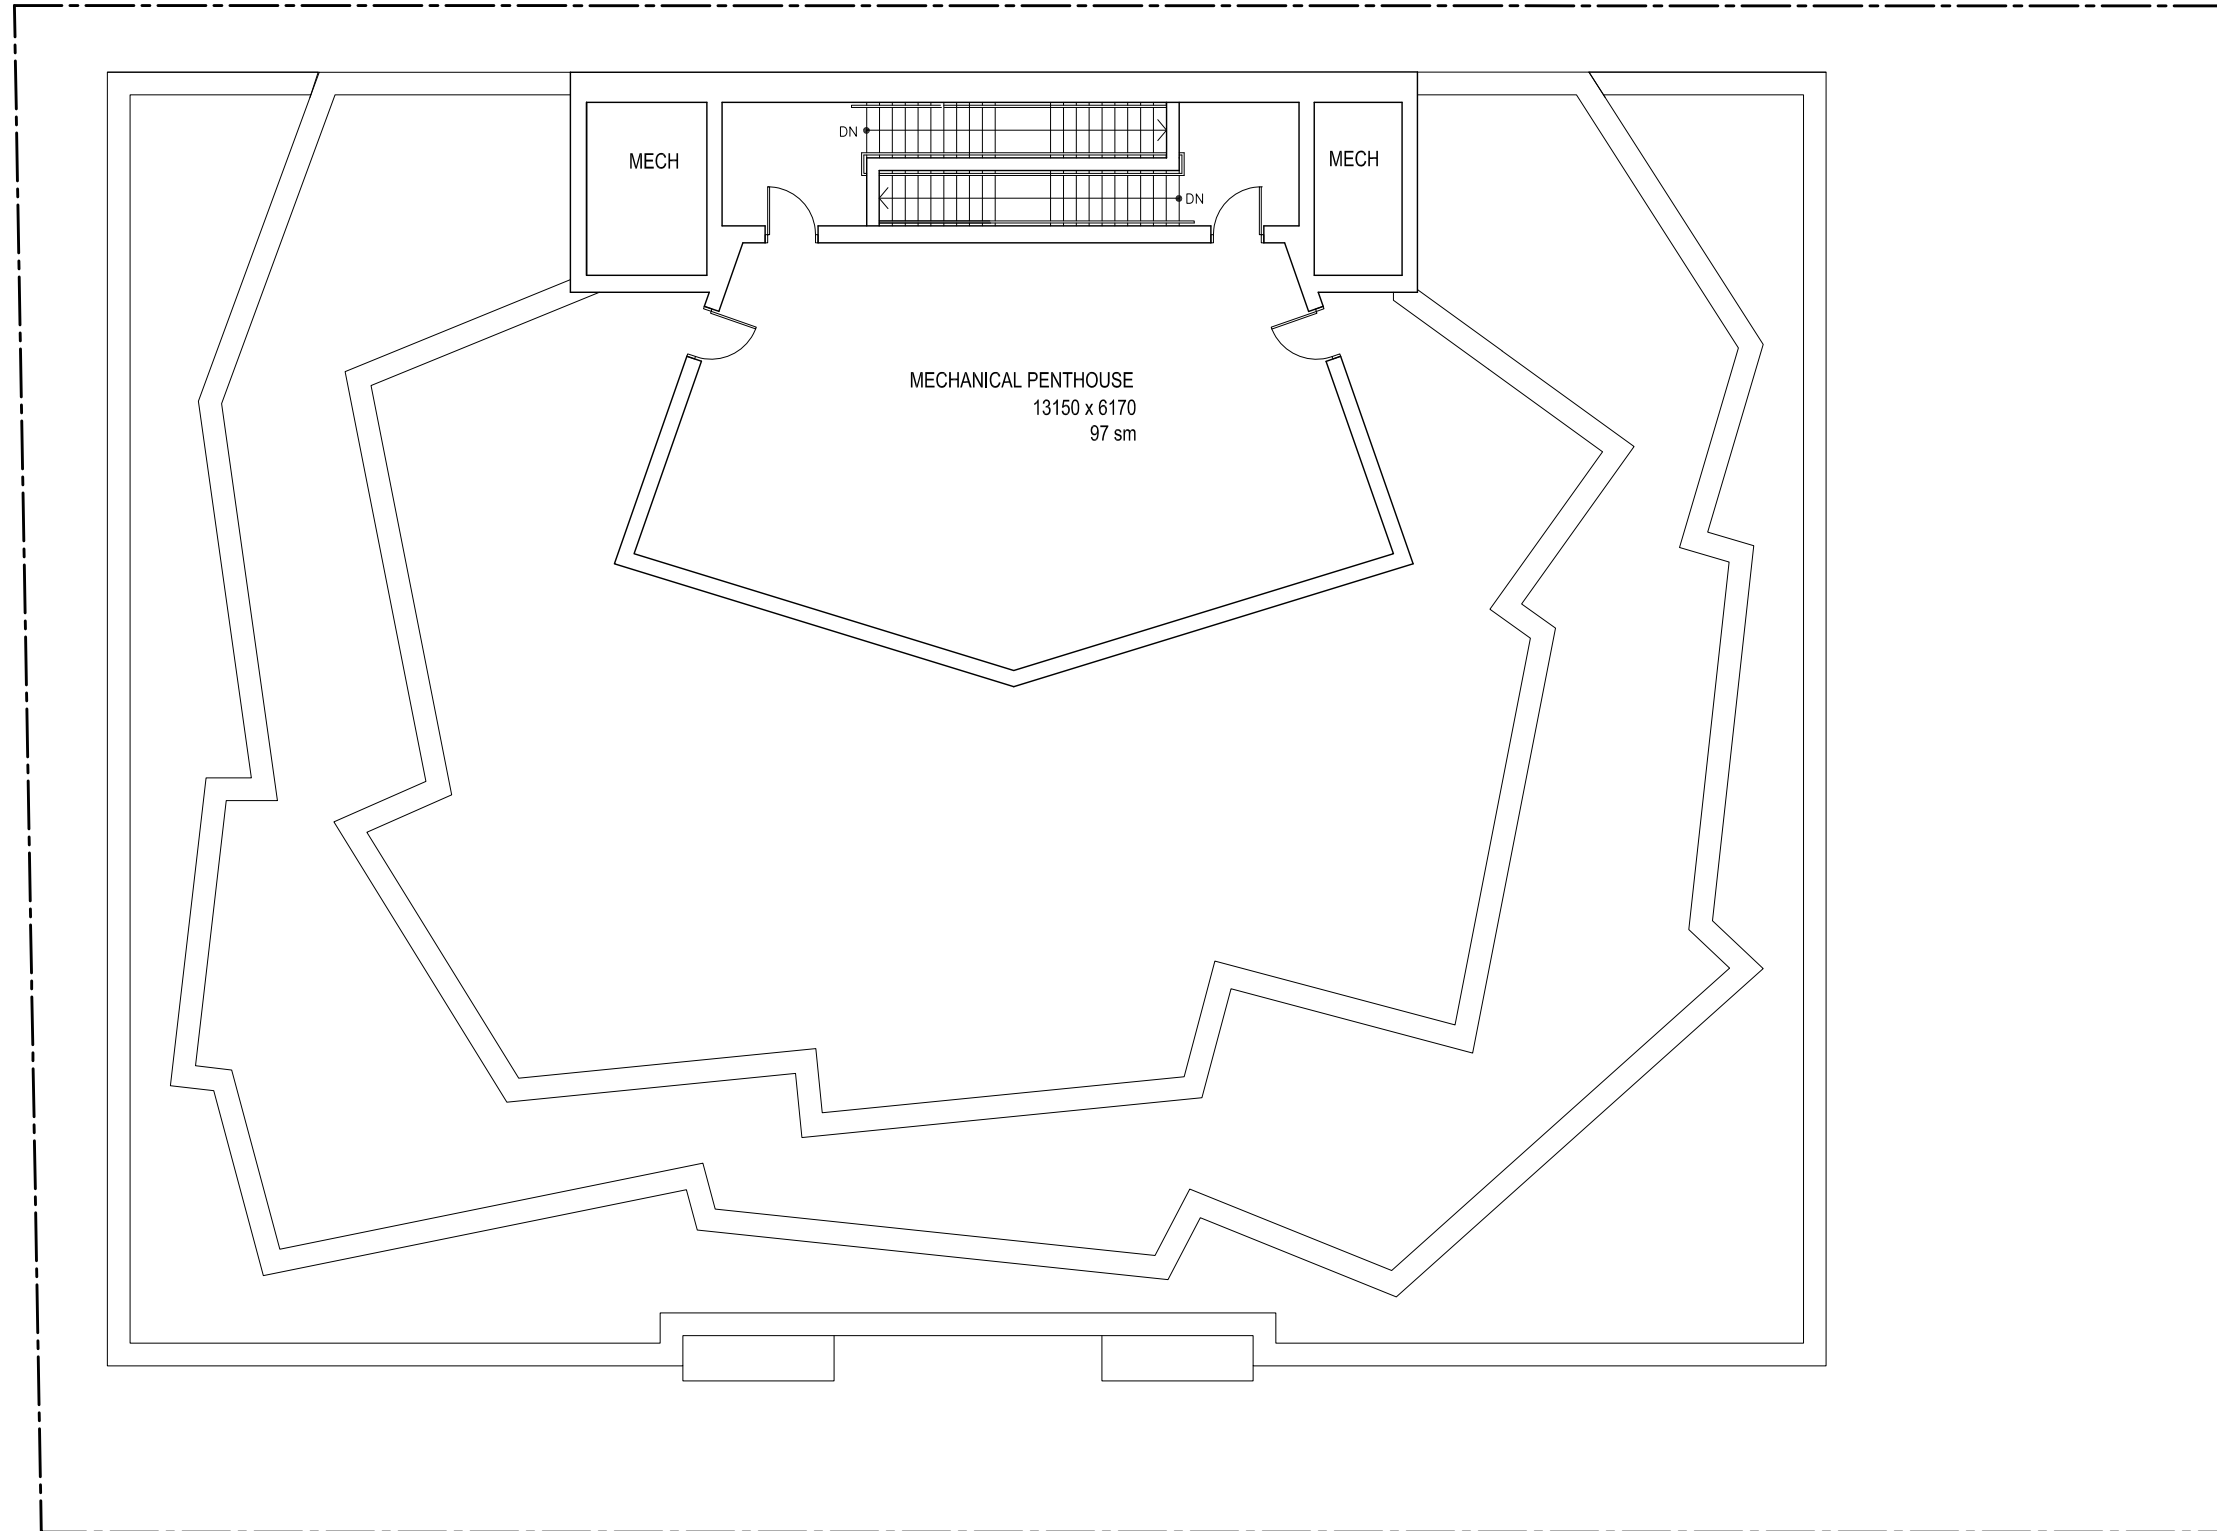 DN
MECH
MECH
DN
MECHANICAL PENTHOUSE
13150 x 6170
97 sm